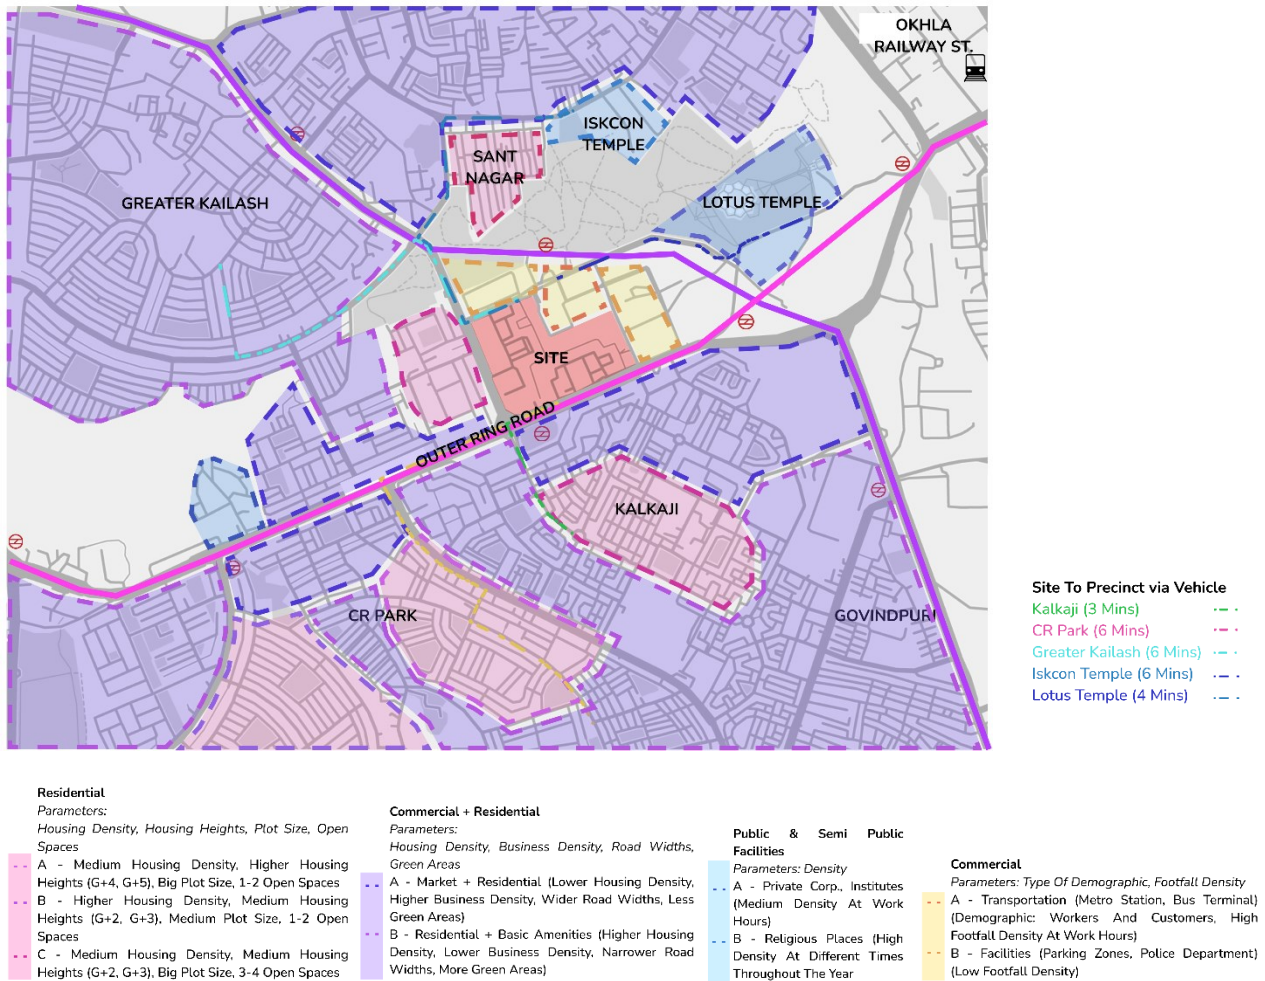 OKHLA
RAILWAY ST.
ISKCON
TEMPLE
SANT
NAGAR
GREATER KAILASH
LOTUS TEMPLE
SITE
OUTER RING ROAD
KALKAJI
CR PARK
GOVINDPURI
Site To Precinct via Vehicle
Kalkaji (3 Mins)
CR Park (6 Mins)
Greater Kailash (6 Mins)
Iskcon Temple (6 Mins)
Lotus Temple (4 Mins)
Residential
Parameters:
Housing Density, Housing Heights, Plot Size, Open
Spaces
A - Medium Housing Density, Higher Housing
Heights (G+4, G+5), Big Plot Size, 1-2 Open Spaces
B - Higher Housing Density, Medium Housing
Heights (G+2, G+3), Medium Plot Size, 1-2 Open
Spaces
C - Medium Housing Density, Medium Housing
Heights (G+2, G+3), Big Plot Size, 3-4 Open Spaces
Commercial + Residential
Parameters:
Housing Density, Business Density, Road Widths,
Green Areas
A - Market + Residential (Lower Housing Density,
Higher Business Density, Wider Road Widths, Less
Green Areas)
B - Residential + Basic Amenities (Higher Housing
Density, Lower Business Density, Narrower Road
Widths, More Green Areas)
Public & Semi Public
Facilities
Parameters: Density
A - Private Corp., Institutes
(Medium Density At Work
Hours)
B - Religious Places (High
Density At Different Times
Throughout The Year
Commercial
Parameters: Type Of Demographic, Footfall Density
A - Transportation (Metro Station, Bus Terminal)
(Demographic: Workers And Customers, High
Footfall Density At Work Hours)
B - Facilities (Parking Zones, Police Department)
(Low Footfall Density)